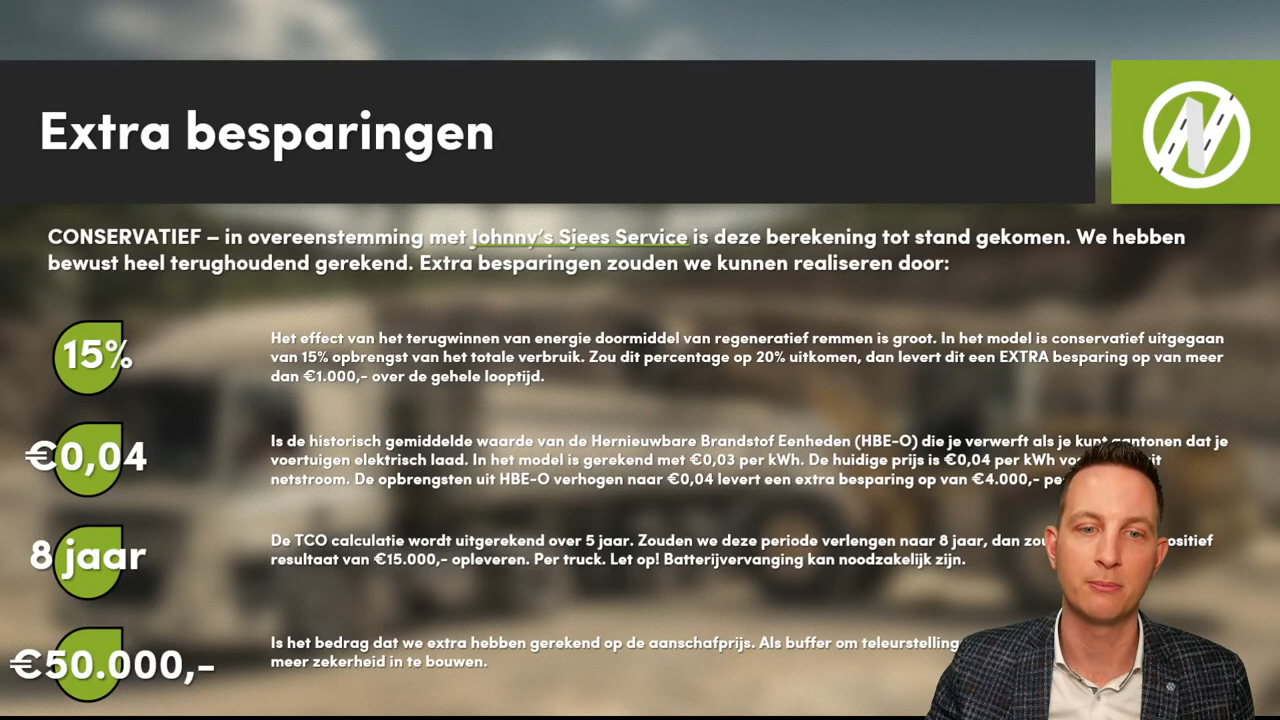 Extra besparingen
CONSERVATIEF – in overeenstemming met Johnny's Sjees Service is deze berekening tot stand gekomen. We hebben
bewust heel terughoudend gerekend. Extra besparingen zouden we kunnen realiseren door:
15%
Het effect van het terugwinnen van energie doormiddel van regeneratief remmen is groot. In het model is conservatief uitgegaan
van 15% opbrengst van het totale verbruik. Zou dit percentage op 20% uitkomen, dan levert dit een EXTRA besparing op van meer
dan €1.000,- over de gehele looptijd.
€0,04
Is de historisch gemiddelde waarde van de Hernieuwbare Brandstof Eenheden (HBE-O) die je verwerft als je kunt aantonen dat je
voertuigen elektrisch laad. In het model is gerekend met €0,03 per kWh. De huidige prijs is €0,04 per kWh
netstroom. De opbrengsten uit HBE-O verhogen naar €0,04 levert een extra besparing op van €4.000,-
8 jaar
De TCO calculatie wordt uitgerekend over 5 jaar. Zouden we deze periode verlengen naar 8 jaar, dan
resultaat van €15.000,- opleveren. Per truck. Let op! Batterijvervanging kan noodzakelijk zijn.
€50.000,-
Is het bedrag dat we extra hebben gerekend op de aanschafprijs. Als buffer om teleurstelling
meer zekerheid in te bouwen.